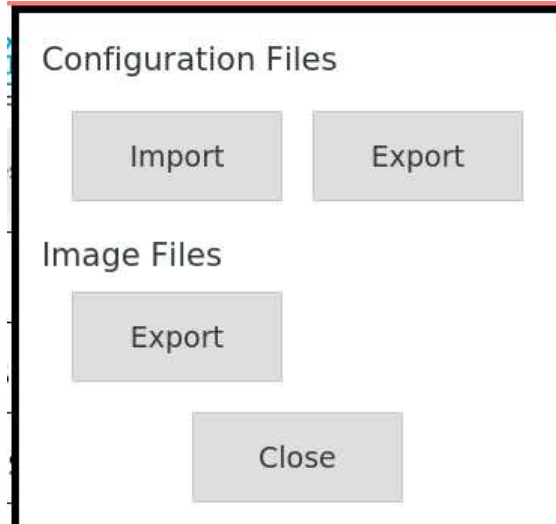 Configuration Files
Import Export
Image Files
Export
Close